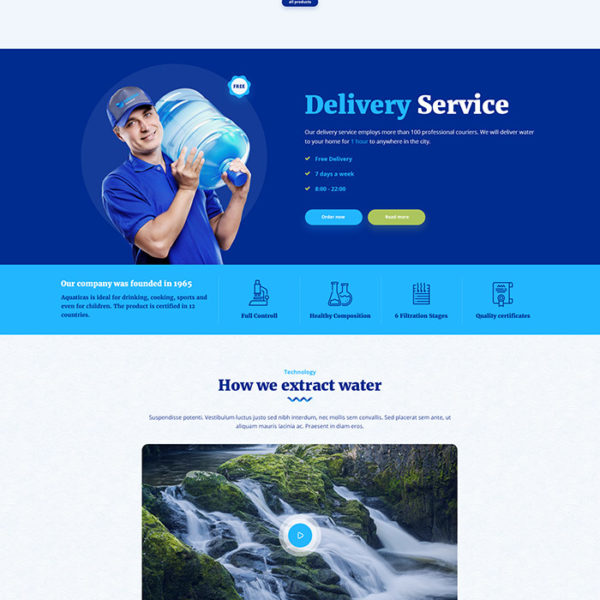 all products
FREE
Delivery Service
Our delivery service employs more than 100 professional couriers. We will deliver water
to your home for 1 hour to anywhere in the city.
Free Delivery
7 days a week
8:00 - 22:00
Order now
Read more
Our company was founded in 1965
Aquaticas is ideal for drinking, cooking, sports and
even for children. The product is certified in 12
countries.
Full Controll
Healthy Composition
6 Filtration Stages
Quality certificates
Technology
How we extract water
Suspendisse potenti. Vestibulum luctus justo sed nibh interdum, nec mollis sem convallis. Sed placerat sem ante, ut
aliquam mauris lacinia ac. Praesent in diam eros.